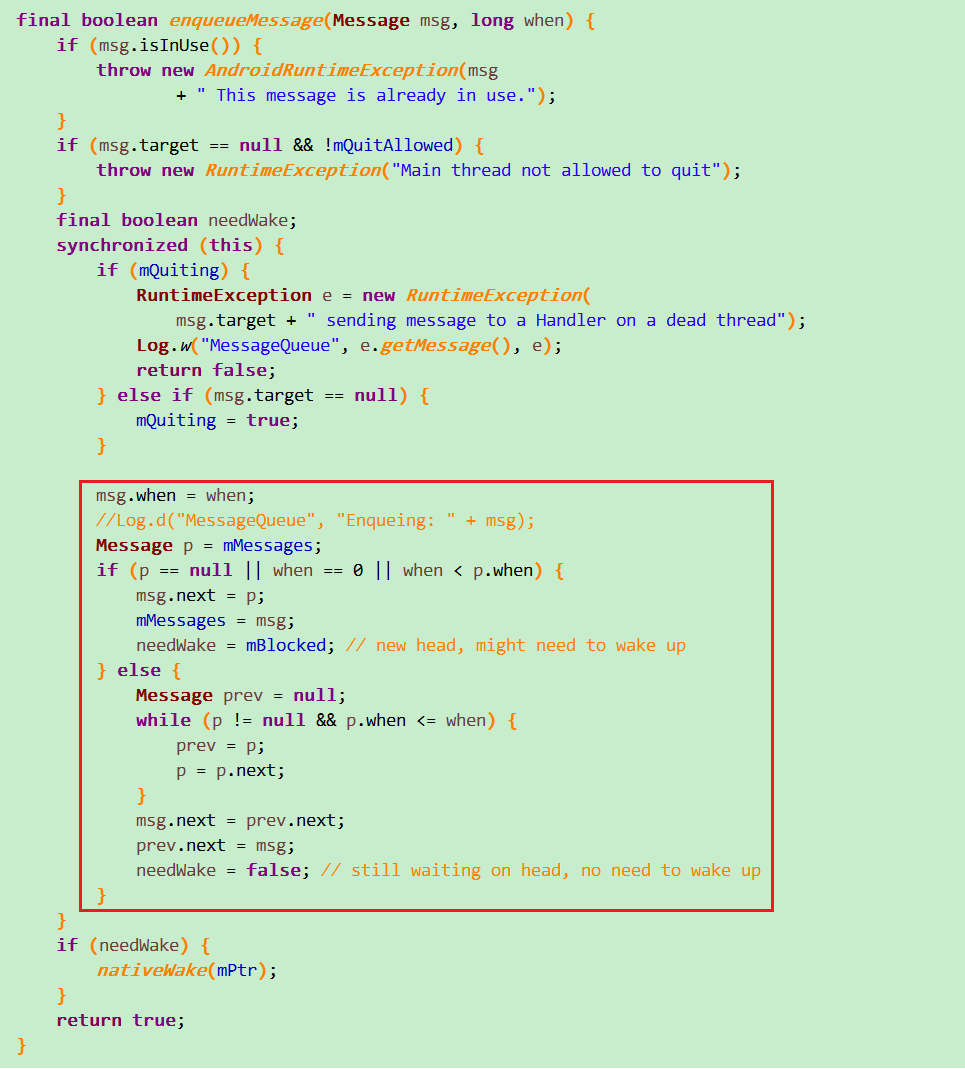 final boolean enqueueMessage(Message msg, long when) {
    if (msg.isInUse()) {
        throw new AndroidRuntimeException(msg
                + " This message is already in use.");
    }
    if (msg.target == null && !mQuitAllowed) {
        throw new RuntimeException("Main thread not allowed to quit");
    }
    final boolean needWake;
    synchronized (this) {
        if (mQuiting) {
            RuntimeException e = new RuntimeException(
                msg.target + " sending message to a Handler on a dead thread");
            Log.w("MessageQueue", e.getMessage(), e);
            return false;
        } else if (msg.target == null) {
            mQuiting = true;
        }

        msg.when = when;
        //Log.d("MessageQueue", "Enqueing: " + msg);
        Message p = mMessages;
        if (p == null || when == 0 || when < p.when) {
            msg.next = p;
            mMessages = msg;
            needWake = mBlocked; // new head, might need to wake up
        } else {
            Message prev = null;
            while (p != null && p.when <= when) {
                prev = p;
                p = p.next;
            }
            msg.next = prev.next;
            prev.next = msg;
            needWake = false; // still waiting on head, no need to wake up
        }
    }
    if (needWake) {
        nativeWake(mPtr);
    }
    return true;
}